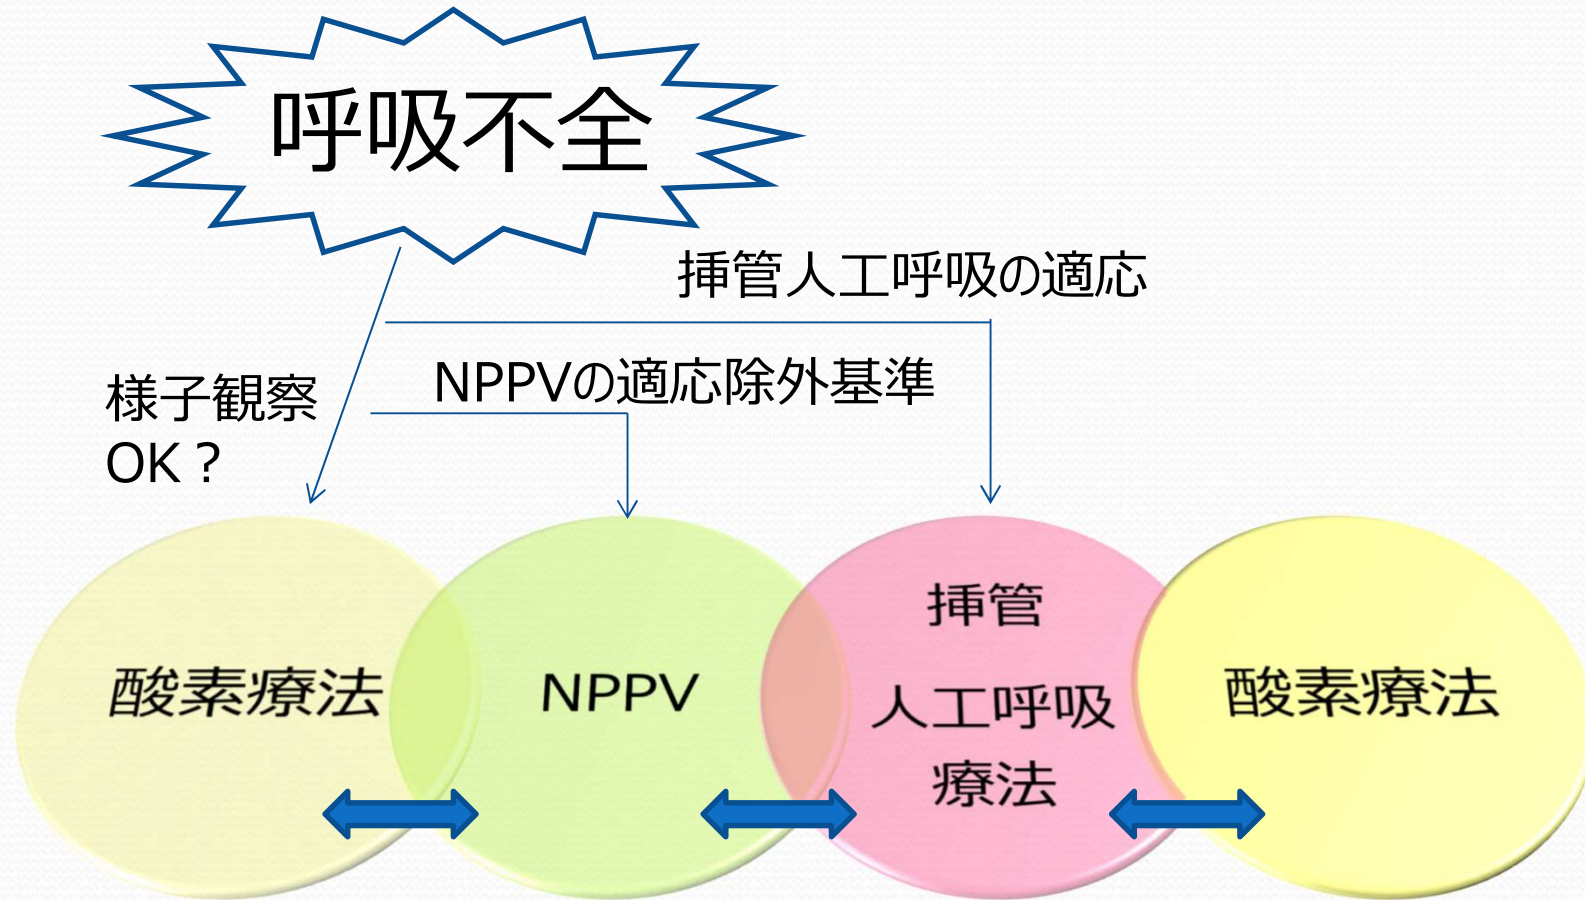 呼吸不全
挿管人工呼吸の適応
NPPVの適応除外基準
様子観察
OK？
酸素療法
NPPV
挿管
人工呼吸
療法
酸素療法